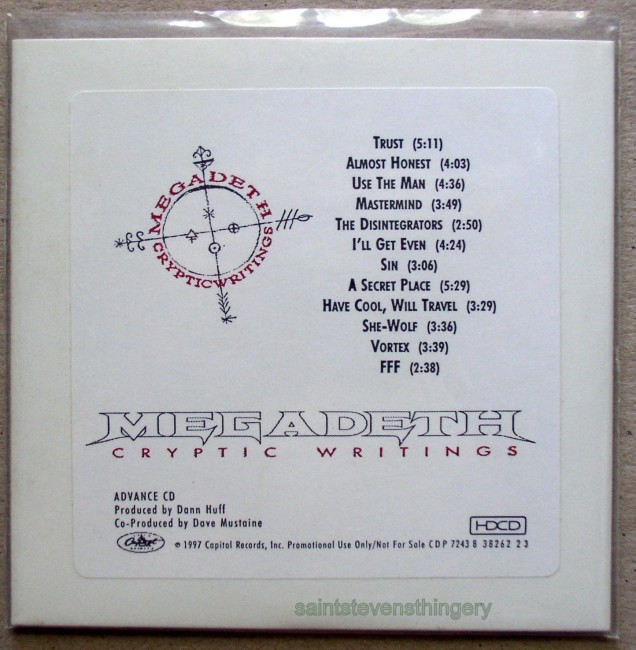 MEGADETH
CRYPTIC WRITINGS
TRUST (5:11)
ALMOST HONEST (4:03)
USE THE MAN (4:36)
MASTERMIND (3:49)
THE DISINTEGRATORS (2:50)
I'LL GET EVEN (4:24)
SIN (3:06)
A SECRET PLACE (5:29)
HAVE COOL, WILL TRAVEL (3:29)
SHE-WOLF (3:36)
VORTEX (3:39)
FFF (2:38)
MEGADETH
CRYPTIC WRITINGS
ADVANCE CD
Produced by Dann Huff
Co-Produced by Dave Mustaine
HDCD
Capitol
℗ 1997 Capitol Records, Inc. Promotional Use Only/Not For Sale CDP 7243 8 38262 2 3
saintstevensthingery